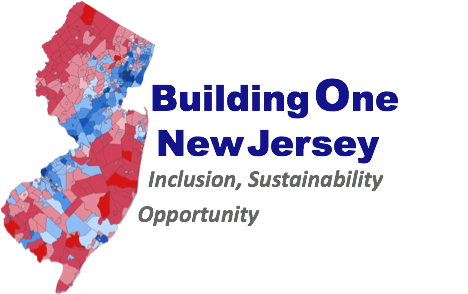 Building One
New Jersey
Inclusion, Sustainability
Opportunity